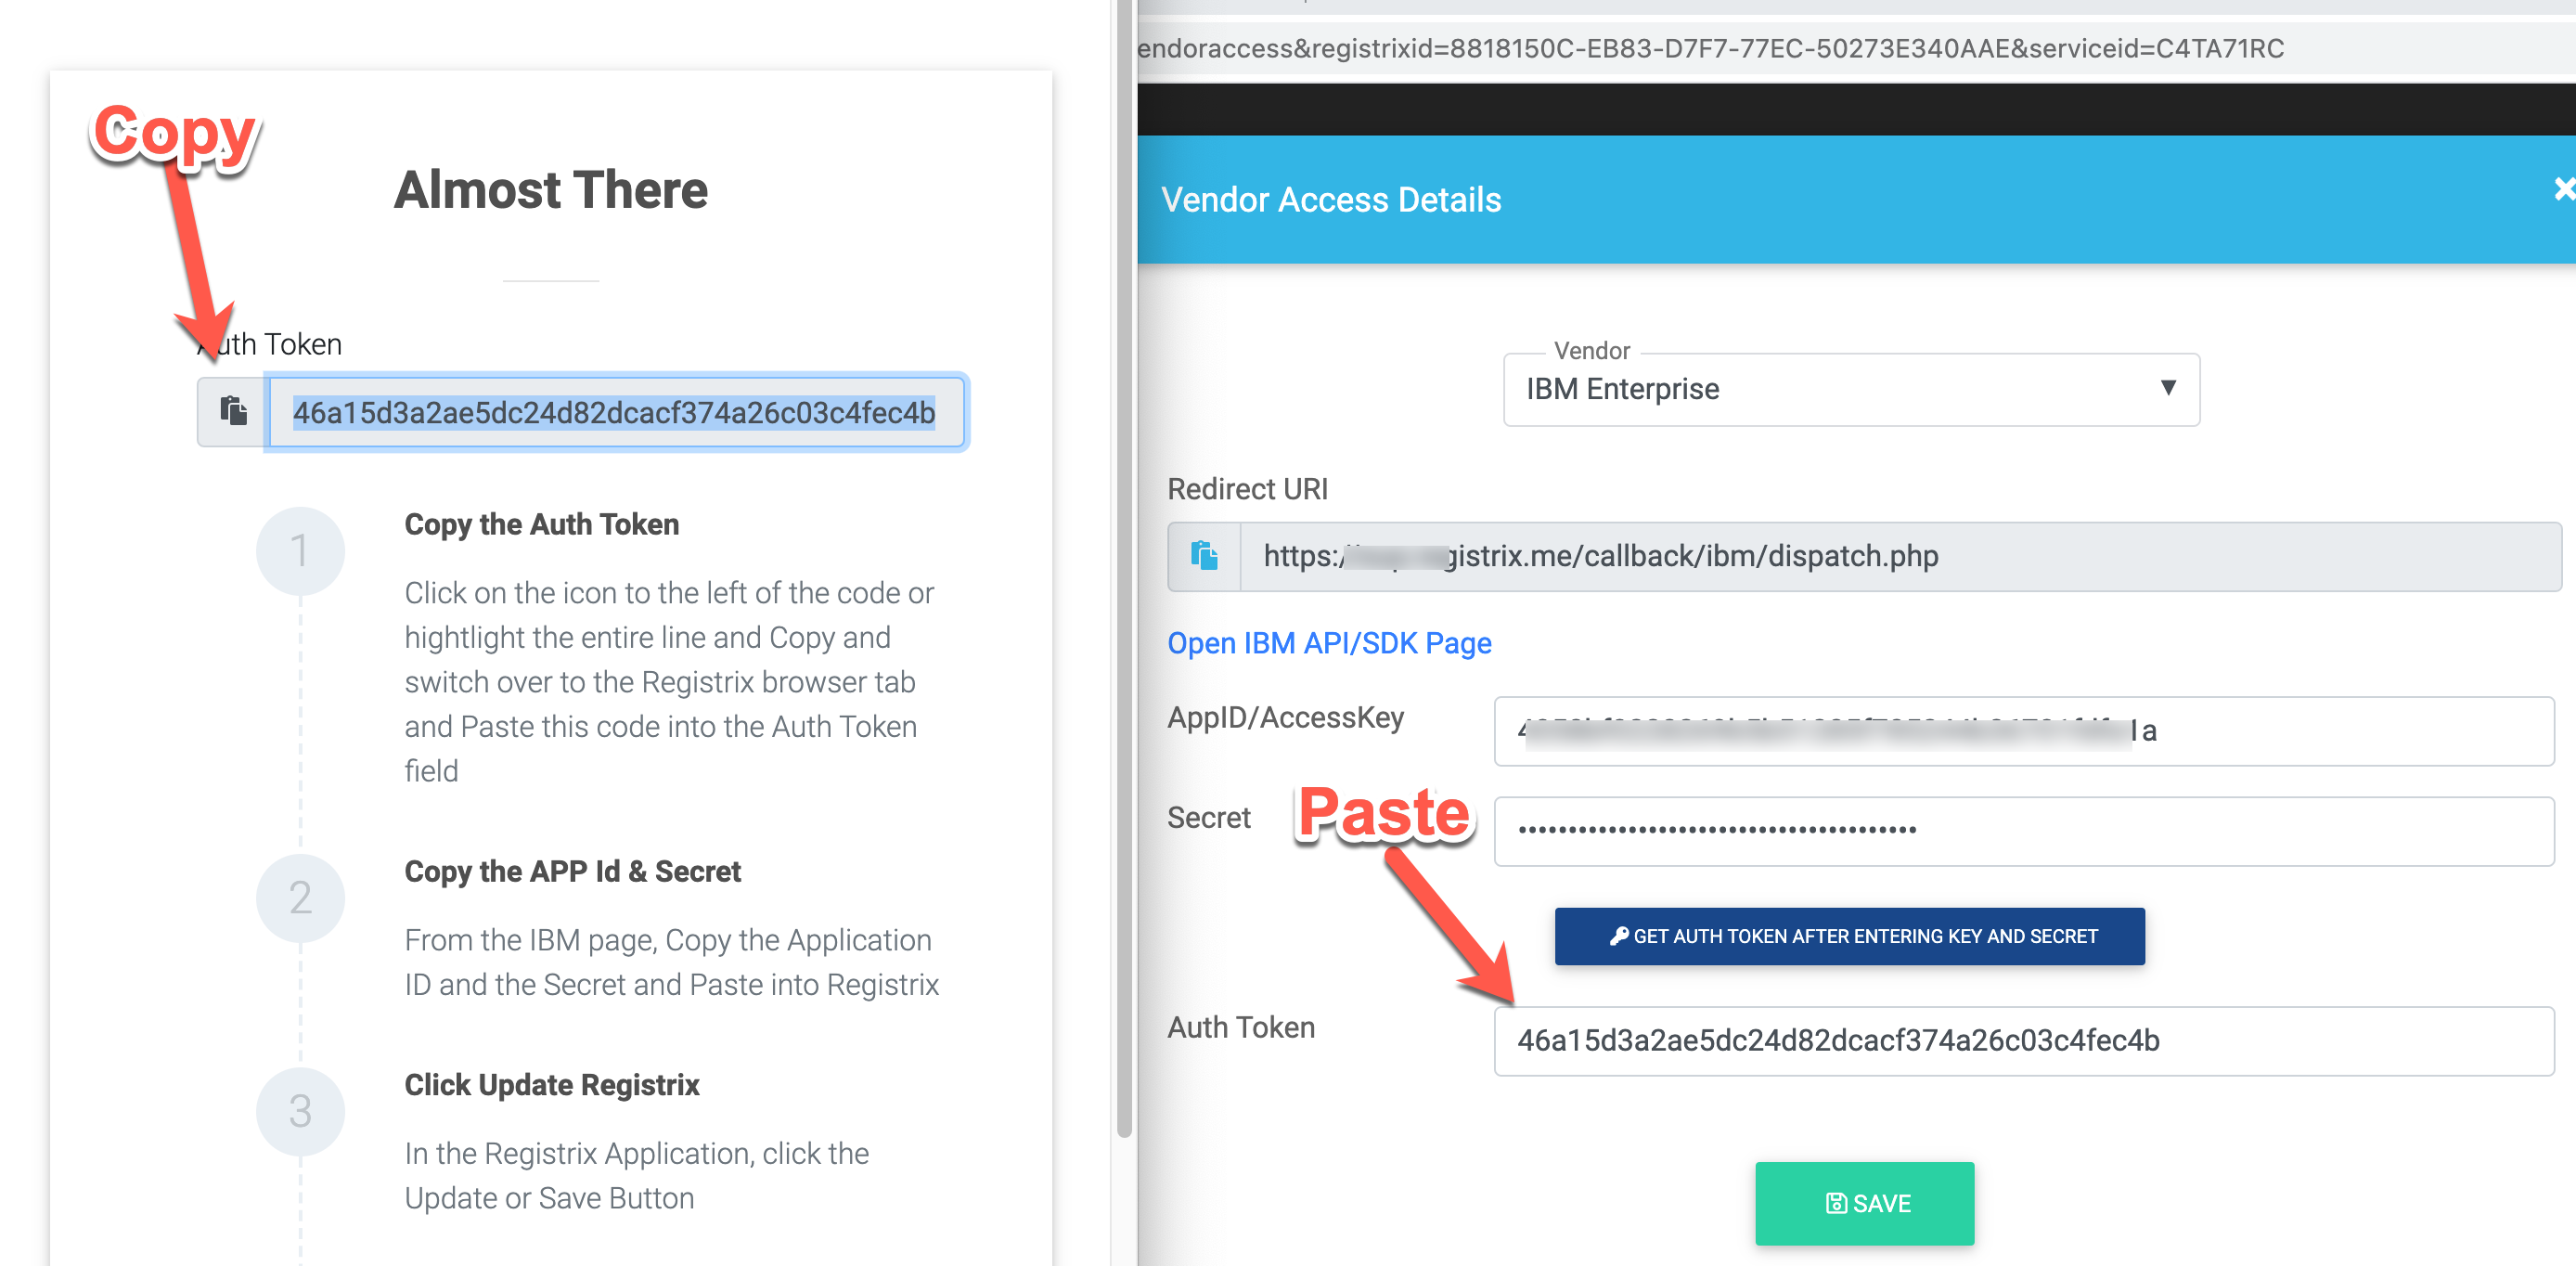 Copy
Almost There
Auth Token
46a15d3a2ae5dc24d82dcacf374a26c03c4fec4b
1
Copy the Auth Token
Click on the icon to the left of the code or
hightlight the entire line and Copy and
switch over to the Registrix browser tab
and Paste this code into the Auth Token
field
2
Copy the APP Id & Secret
From the IBM page, Copy the Application
ID and the Secret and Paste into Registrix
3
Click Update Registrix
In the Registrix Application, click the
Update or Save Button
endoraccess&registrixid=8818150C-EB83-D7F7-77EC-50273E340AAE&serviceid=C4TA71RC
Vendor Access Details
Vendor
IBM Enterprise
Redirect URI
https:/ gistrix.me/callback/ibm/dispatch.php
Open IBM API/SDK Page
AppID/AccessKey
Secret
Paste
GET AUTH TOKEN AFTER ENTERING KEY AND SECRET
Auth Token
46a15d3a2ae5dc24d82dcacf374a26c03c4fec4b
SAVE